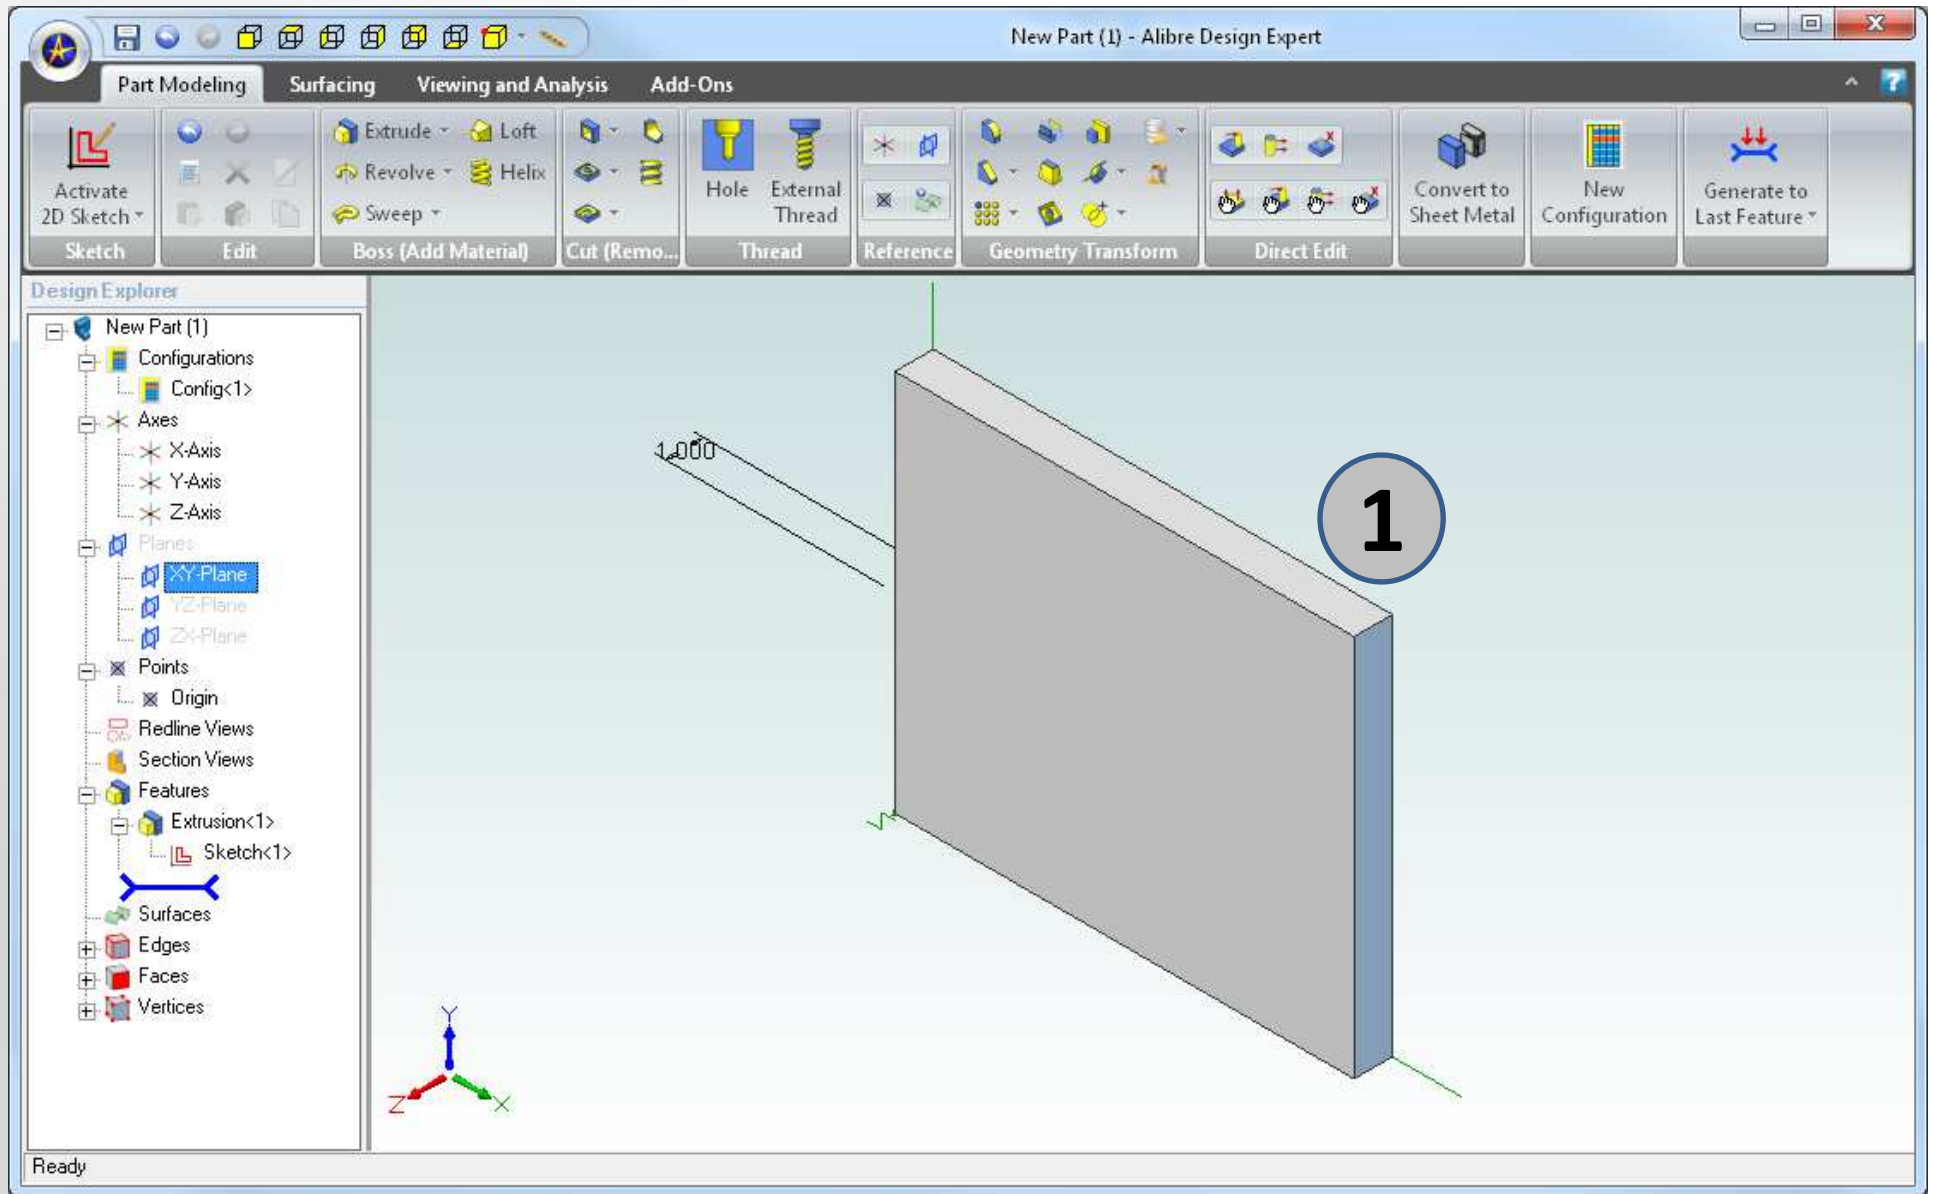 New Part (1) - Alibre Design Expert
Part Modeling Surfacing Viewing and Analysis Add-Ons
Activate
2D Sketch
Sketch
Edit
Extrude Loft
Revolve Helix
Sweep
Boss (Add Material)
Cut (Remo...
Hole
External
Thread
Thread
Reference
Geometry Transform
Direct Edit
Convert to
Sheet Metal
New
Configuration
Generate to
Last Feature
Design Explorer
New Part (1)
Configurations
Config<1>
Axes
X-Axis
Y-Axis
Z-Axis
Planes
XY-Plane
YZ-Plane
ZX-Plane
Points
Origin
Redline Views
Section Views
Features
Extrusion<1>
Sketch<1>
Surfaces
Edges
Faces
Vertices
1.000
1
Y
Z
X
Ready